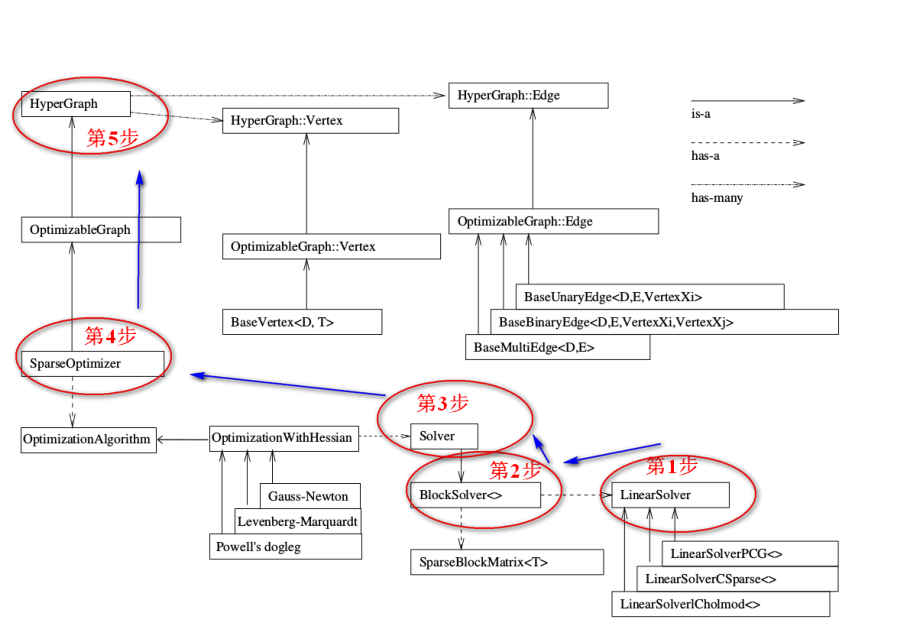 HyperGraph
第5步
HyperGraph::Edge
HyperGraph::Vertex
is-a
has-a
has-many
OptimizableGraph
OptimizableGraph::Edge
OptimizableGraph::Vertex
BaseUnaryEdge<D,E,VertexXi>
BaseVertex<D, T>
BaseBinaryEdge<D,E,VertexXi,VertexXj>
BaseMultiEdge<D,E>
第4步
SparseOptimizer
第3步
OptimizationAlgorithm
OptimizationWithHessian
Solver
第2步
第1步
Gauss-Newton
BlockSolver<>
LinearSolver
Levenberg-Marquardt
Powell's dogleg
SparseBlockMatrix<T>
LinearSolverPCG<>
LinearSolverCSparse<>
LinearSolverlCholmod<>